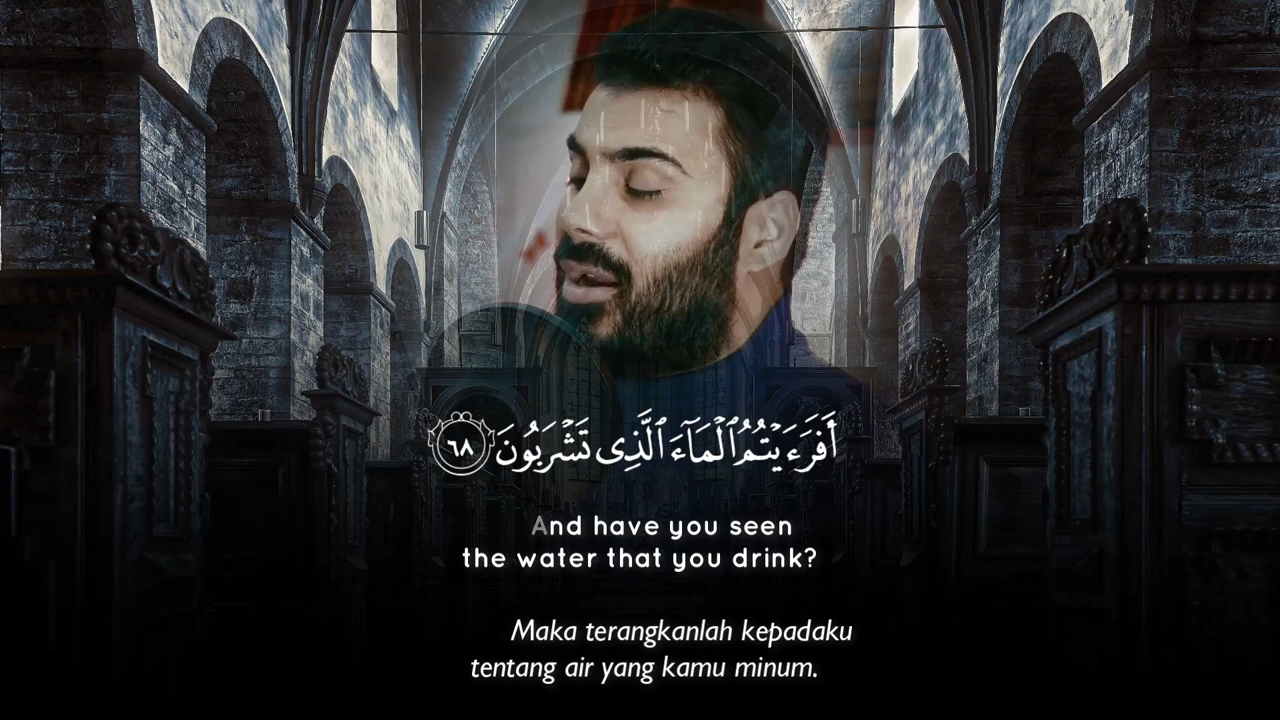 أَفَرَءَيْتُمُ ٱلْمَآءَ ٱلَّذِى تَشْرَبُونَ ٦٨
And have you seen
the water that you drink?
Maka terangkanlah kepadaku
tentang air yang kamu minum.